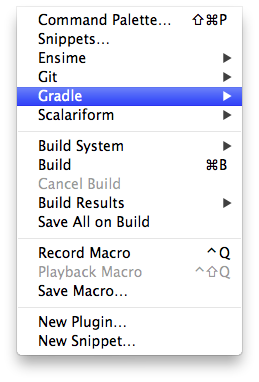 Command Palette... ⇧⌘P
Snippets...
Ensime ▶
Git ▶
Gradle ▶
Scalariform ▶
Build System ▶
Build ⌘B
Cancel Build
Build Results ▶
Save All on Build
Record Macro ^Q
Playback Macro ^⇧Q
Save Macro...
New Plugin...
New Snippet...